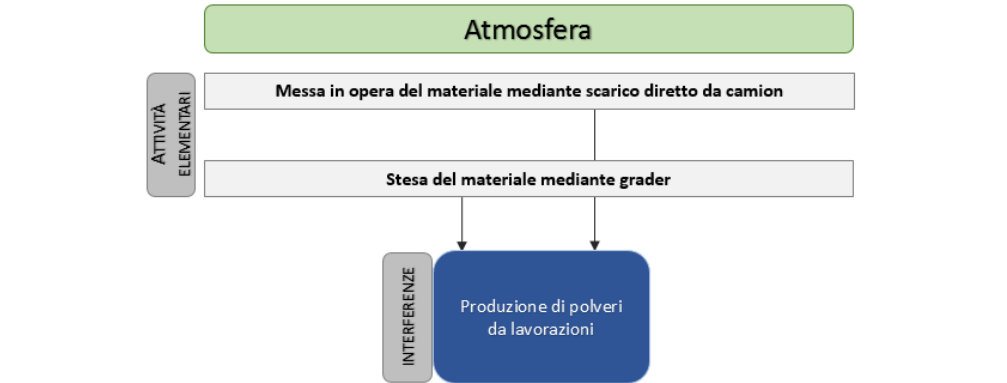 Atmosfera
ATTIVITÀ
ELEMENTARI
Messa in opera del materiale mediante scarico diretto da camion
Stesa del materiale mediante grader
INTERFERENZE
Produzione di polveri
da lavorazioni